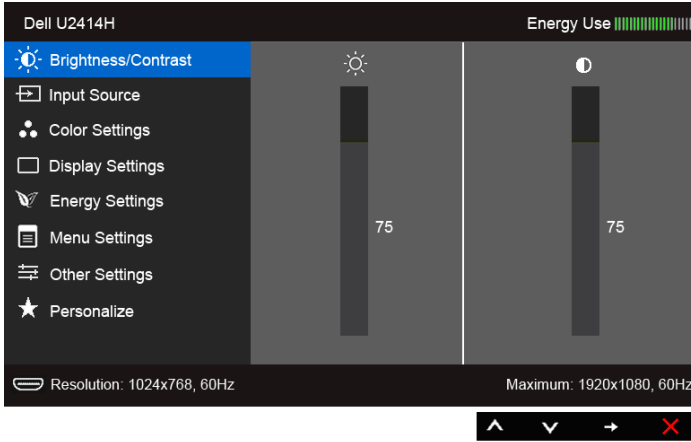 Dell U2414H Energy Use
Brightness/Contrast
Input Source
Color Settings
Display Settings
Energy Settings
Menu Settings
Other Settings
Personalize
75 75
Resolution: 1024x768, 60Hz Maximum: 1920x1080, 60Hz